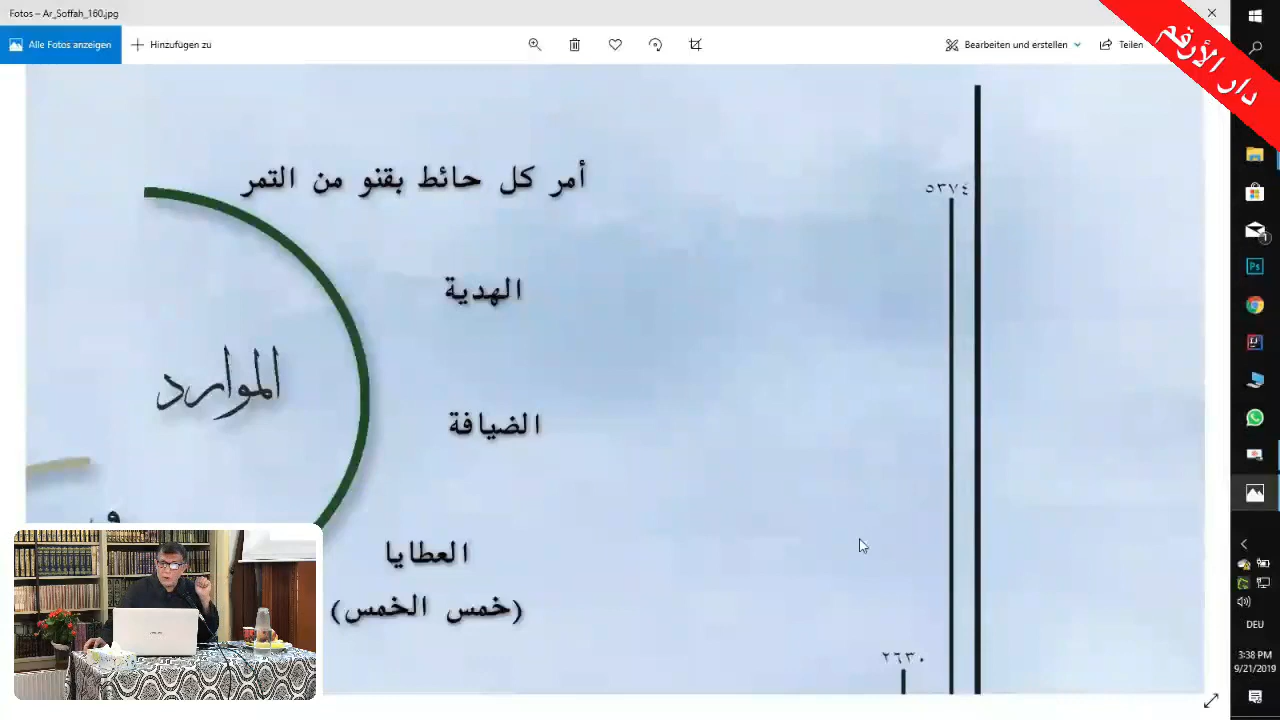 Fotos – Ar_Soffah_160.jpg
Alle Fotos anzeigen
Hinzufügen zu
Bearbeiten und erstellen
Teilen
دار الأرقم
٥٣٧٤
أمر كل حائط بقنو من التمر
الهدية
الموارد
الضيافة
العطايا
(خمس الخمس)
٢٦٣٠
DEU
3:38 PM
9/21/2019